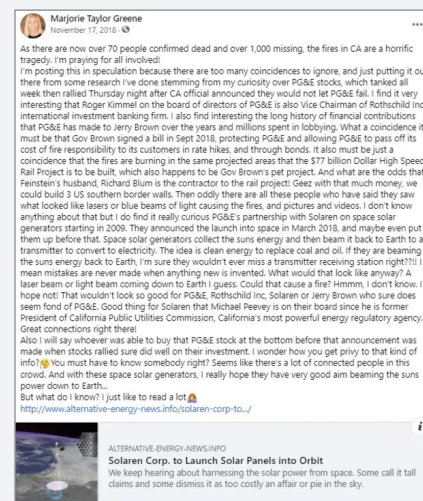 Marjorie Taylor Greene
November 17, 2018 ·
As there are now over 70 people confirmed dead and over 1,000 missing, the fires in CA are a horrific
tragedy. I'm praying for all involved!
I'm posting this in speculation because there are too many coincidences to ignore, and just putting it ou
there from some research I've done stemming from my curiosity over PG&E stocks, which tanked all
week then rallied Thursday night after CA official announced they would not let PG&E fail. I find it very
interesting that Roger Kimmel on the board of directors of PG&E is also Vice Chairman of Rothschild Inc
international investment banking firm. I also find interesting the long history of financial contributions
that PG&E has made to Jerry Brown over the years and millions spent in lobbying. What a coincidence it
must be that Gov Brown signed a bill in Sept 2018, protecting PG&E and allowing PG&E to pass off its
cost of fire responsibility to its customers in rate hikes, and through bonds. It also must be just a
coincidence that the fires are burning in the same projected areas that the $77 billion Dollar High Speed
Rail Project is to be built, which also happens to be Gov Brown's pet project. And what are the odds that
Feinstein's husband, Richard Blum is the contractor to the rail project! Geez with that much money, we
could build 3 US southern border walls. Then oddly there are all these people who have said they saw
what looked like lasers or blue beams of light causing the fires, and pictures and videos. I don't know
anything about that but I do find it really curious PG&E's partnership with Solaren on space solar
generators starting in 2009. They announced the launch into space in March 2018, and maybe even put
them up before that. Space solar generators collect the suns energy and then beam it back to Earth to a
transmitter to convert to electricity. The idea is clean energy to replace coal and oil. If they are beaming
the suns energy back to Earth, I'm sure they wouldn't ever miss a transmitter receiving station right??!! I
mean mistakes are never made when anything new is invented. What would that look like anyway? A
laser beam or light beam coming down to Earth I guess. Could that cause a fire? Hmmm, I don't know. I
hope not! That wouldn't look so good for PG&E, Rothschild Inc, Solaren or Jerry Brown who sure does
seem fond of PG&E. Good thing for Solaren that Michael Peevey is on their board since he is former
President of California Public Utilities Commission, California's most powerful energy regulatory agency.
Great connections right there!
Also I will say whoever was able to buy that PG&E stock at the bottom before that announcement was
made when stocks rallied sure did well on their investment. I wonder how you get privy to that kind of
info?🤔 You must have to know somebody right? Seems like there's a lot of connected people in this
crowd. And with these space solar generators, I really hope they have very good aim beaming the suns
power down to Earth...
But what do I know? I just like to read a lot🤷‍♀️
http://www.alternative-energy-news.info/solaren-corp-to.../
ALTERNATIVE-ENERGY-NEWS.INFO
Solaren Corp. to Launch Solar Panels into Orbit
We keep hearing about harnessing the solar power from space. Some call it tall
claims and some dismiss it as too costly an affair or pie in the sky.